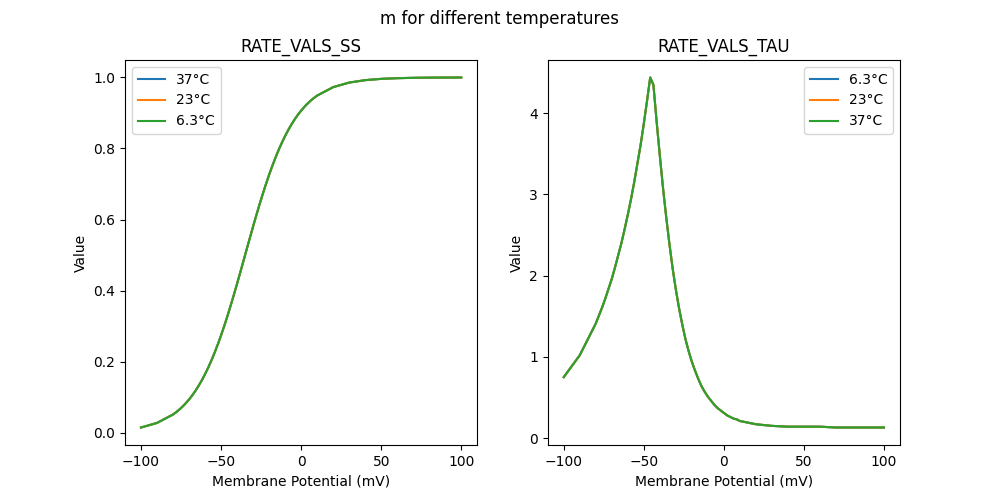 m for different temperatures
RATE_VALS_SS
37°C
23°C
6.3°C
1.0
0.8
0.6
0.4
0.2
0.0
Value
−100
−50
0
50
100
Membrane Potential (mV)
RATE_VALS_TAU
6.3°C
23°C
37°C
4
3
2
1
0
Value
−100
−50
0
50
100
Membrane Potential (mV)